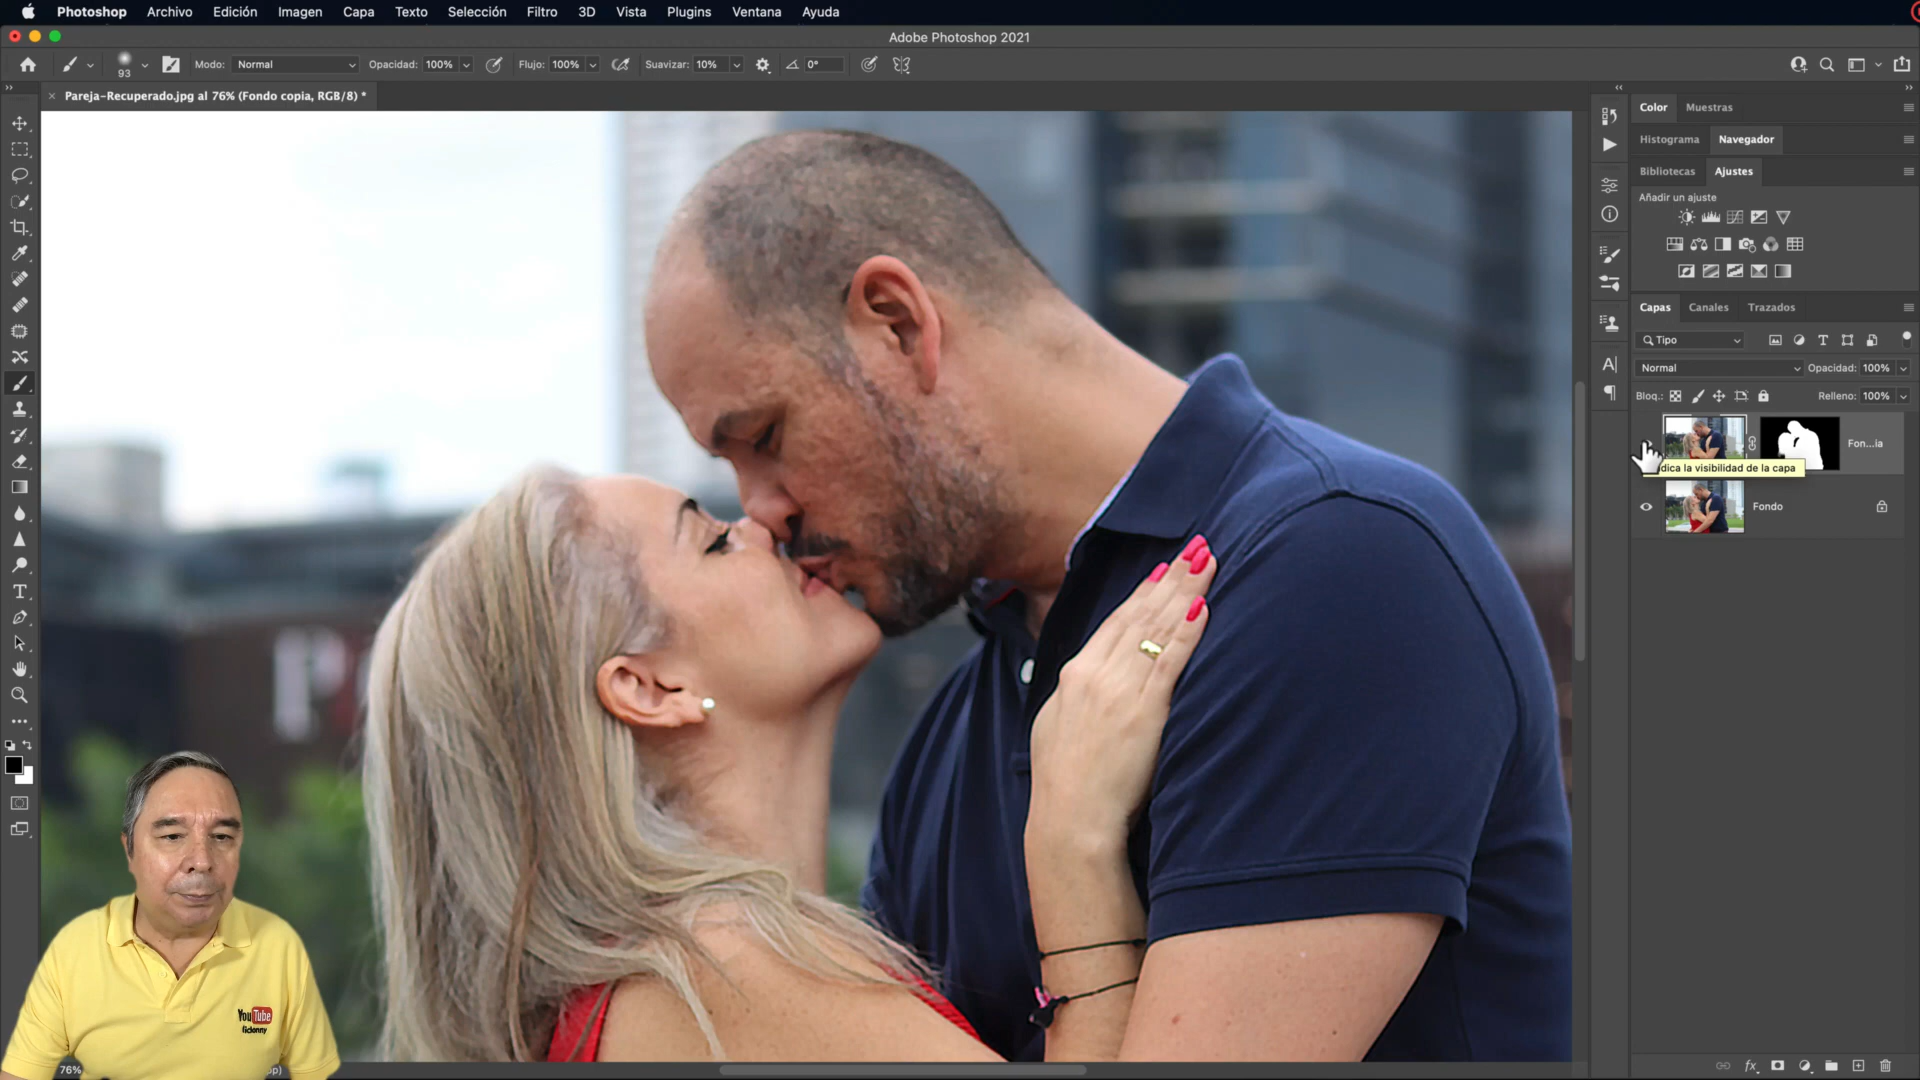 Photoshop Archivo Edición Imagen Capa Texto Selección Filtro 3D Vista Plugins Ventana Ayuda
Adobe Photoshop 2021
93 Modo: Normal Opacidad: 100% Flujo: 100% Suavizar: 10% 0°
× Pareja-Recuperado.jpg al 76% (Fondo copia, RGB/8) *
Color Muestras
Histograma Navegador
Bibliotecas Ajustes
Añadir un ajuste
Capas Canales Trazados
Tipo
Normal Opacidad: 100%
Bloq.: Relleno: 100%
Fon...ia
dica la visibilidad de la capa
Fondo
P
YouTube
76%
op)